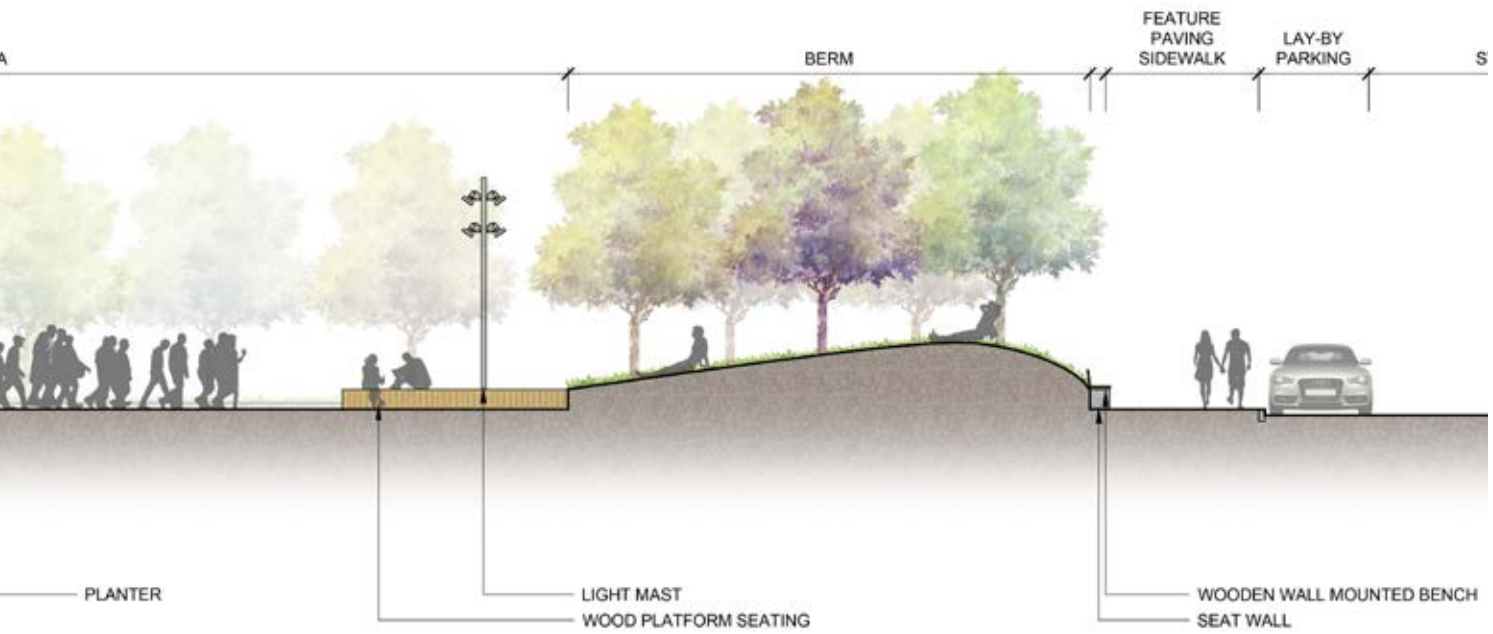 A
BERM
FEATURE
PAVING
SIDEWALK
LAY-BY
PARKING
S
PLANTER
LIGHT MAST
WOOD PLATFORM SEATING
WOODEN WALL MOUNTED BENCH
SEAT WALL